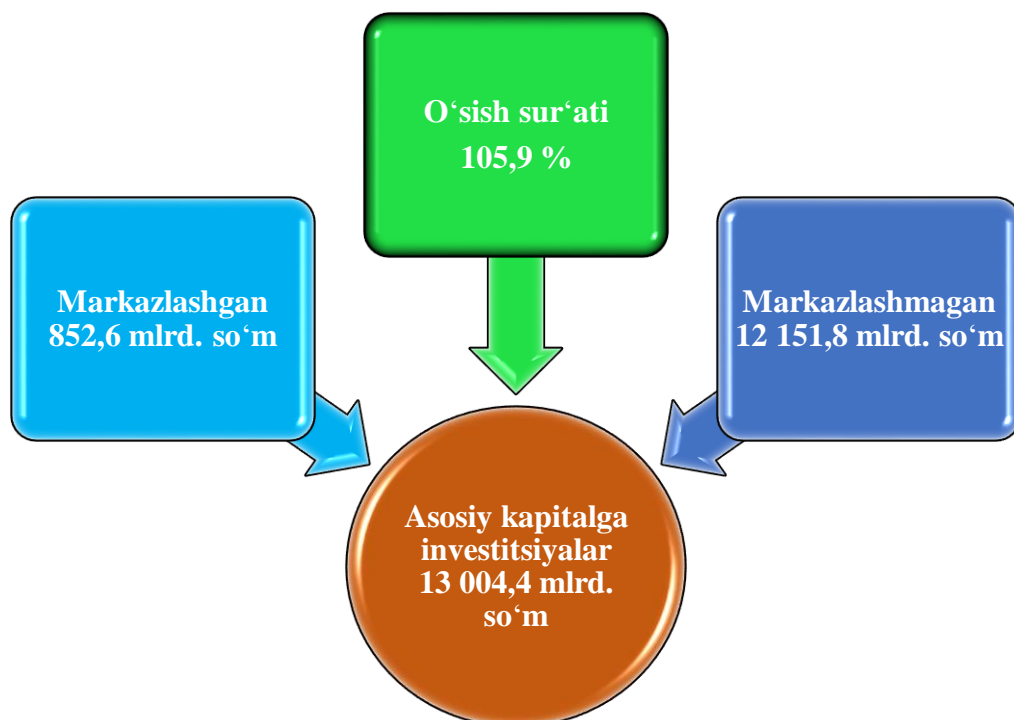 O‘sish sur‘ati
105,9 %
Markazlashgan
852,6 mlrd. so‘m
Markazlashmagan
12 151,8 mlrd. so‘m
Asosiy kapitalga
investitsiyalar
13 004,4 mlrd.
so‘m